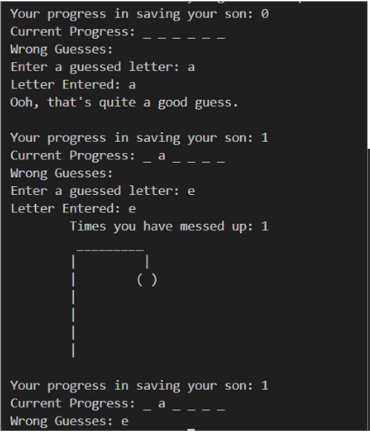 Your progress in saving your son: 0
Current Progress: _ _ _ _ _ _
Wrong Guesses:
Enter a guessed letter: a
Letter Entered: a
Ooh, that's quite a good guess.

Your progress in saving your son: 1
Current Progress: _ a _ _ _ _
Wrong Guesses:
Enter a guessed letter: e
Letter Entered: e
Times you have messed up: 1
_________
|         |
|        ( )
|
|
|
|

Your progress in saving your son: 1
Current Progress: _ a _ _ _ _
Wrong Guesses: e